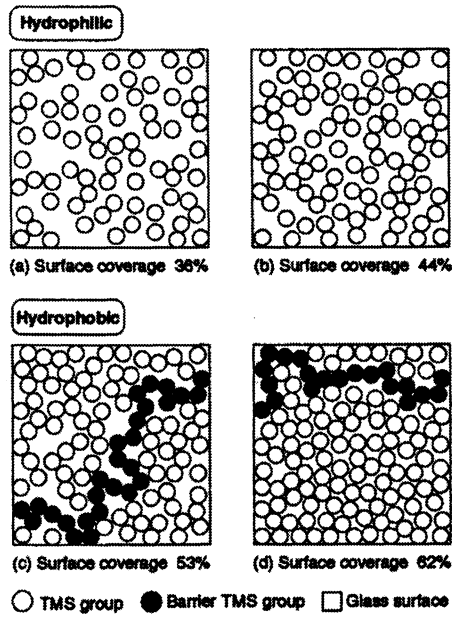 Hydrophilic
(a) Surface coverage 36%
(b) Surface coverage 44%
Hydrophobic
(c) Surface coverage 53%
(d) Surface coverage 62%
TMS group
Barrier TMS group
Glass surface